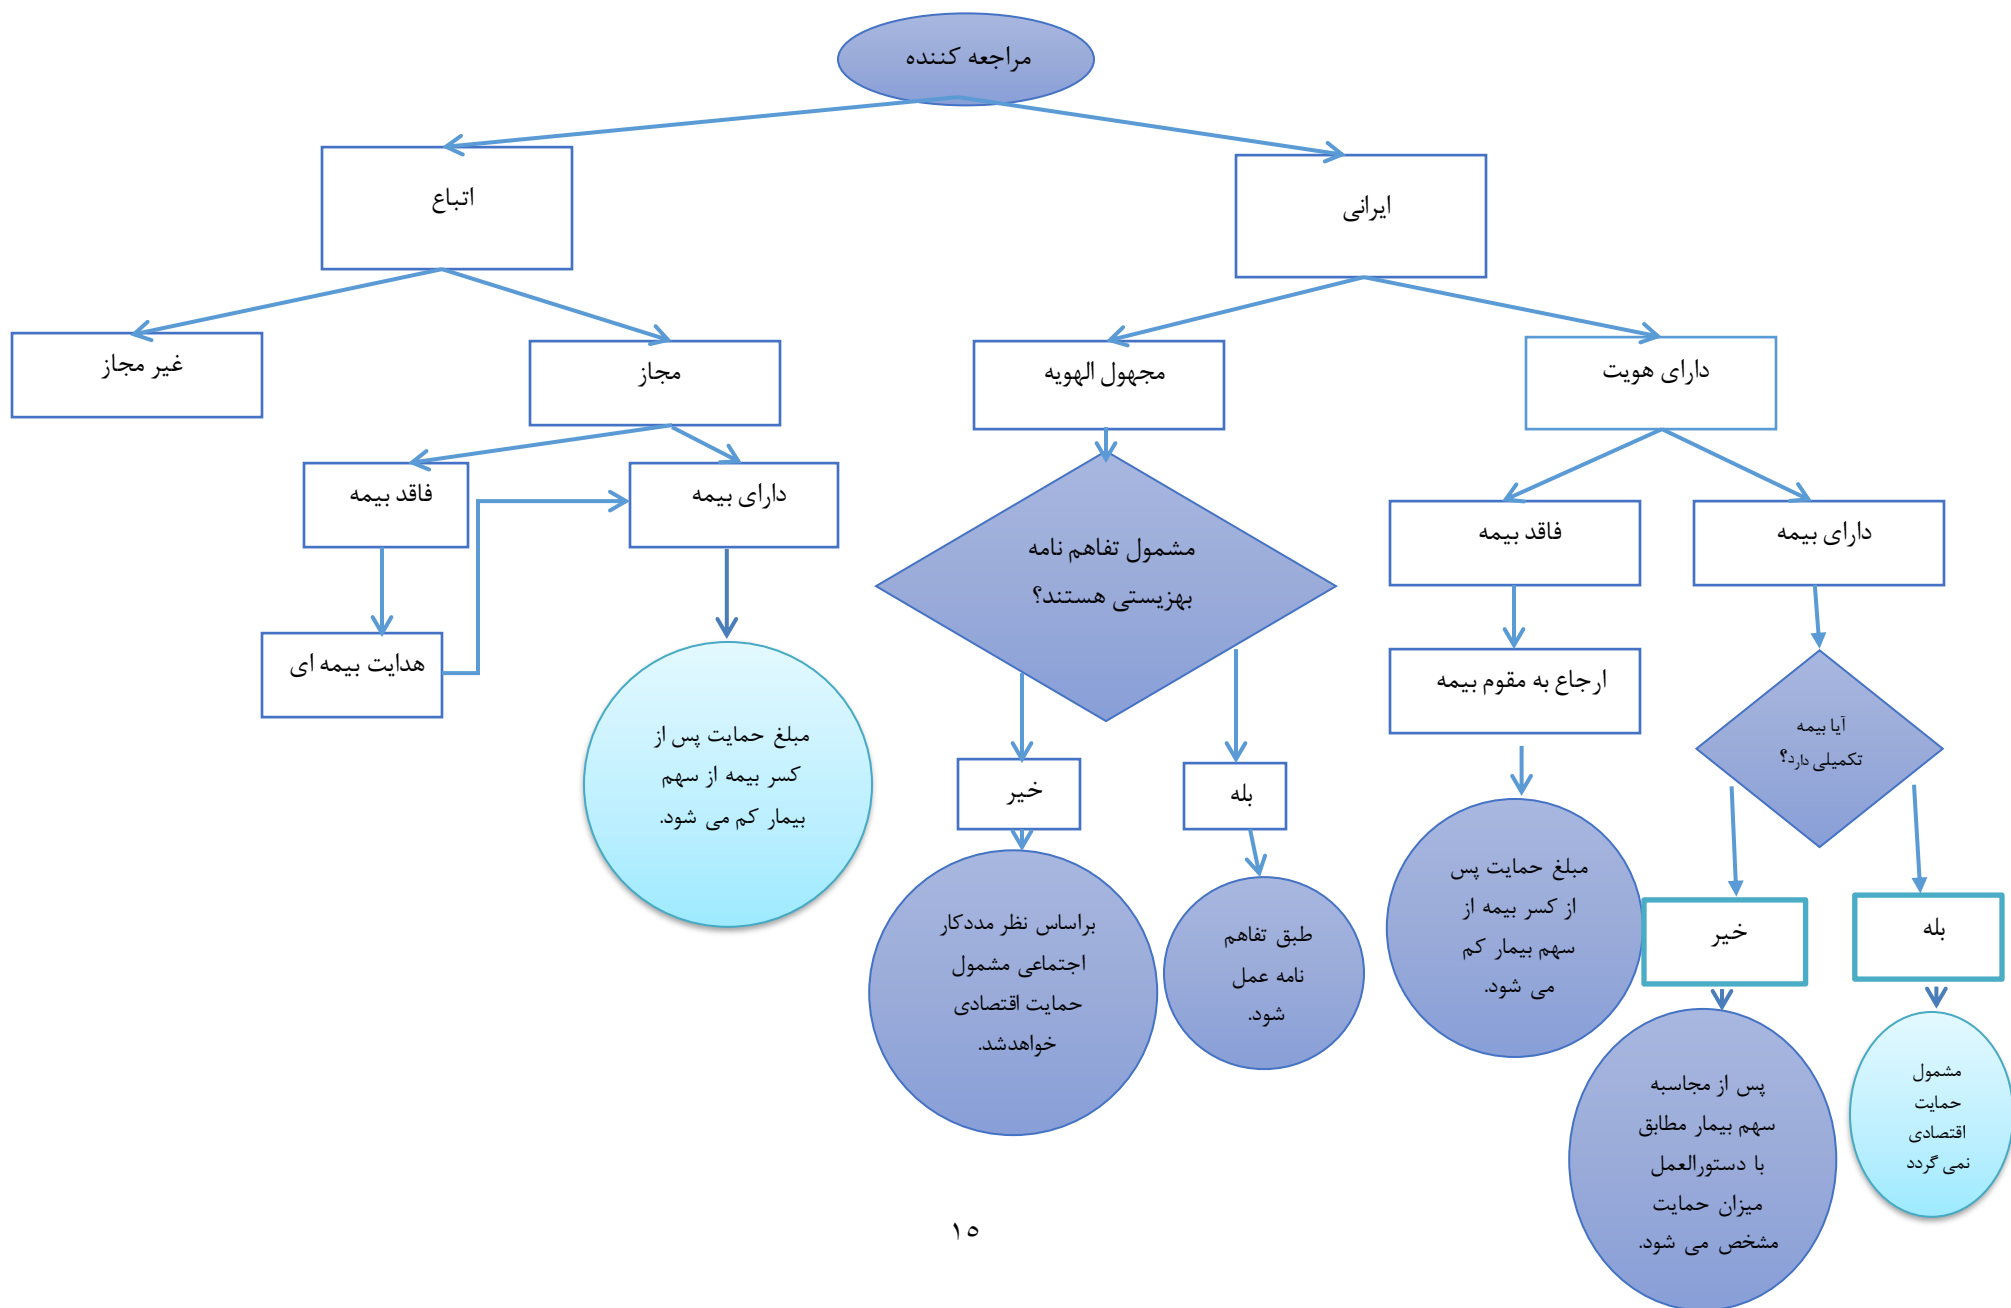 مراجعه کننده
ایرانی
اتباع
دارای هویت
مجهول الهویه
مجاز
غیر مجاز
دارای بیمه
فاقد بیمه
دارای بیمه
فاقد بیمه
مشمول تفاهم نامه
بهزیستی هستند؟
ارجاع به مقوم بیمه
هدایت بیمه ای
آیا بیمه
تکمیلی دارد؟
مبلغ حمایت پس از
کسر بیمه از سهم
بیمار کم می شود.
بله
خیر
بله
خیر
مبلغ حمایت پس
از کسر بیمه از
سهم بیمار کم
می شود.
طبق تفاهم
نامه عمل
شود.
براساس نظر مددکار
اجتماعی مشمول
حمایت اقتصادی
خواهدشد.
مشمول
حمایت
اقتصادی
نمی گردد
پس از مجاسبه
سهم بیمار مطابق
با دستورالعمل
میزان حمایت
مشخص می شود.
۱۵